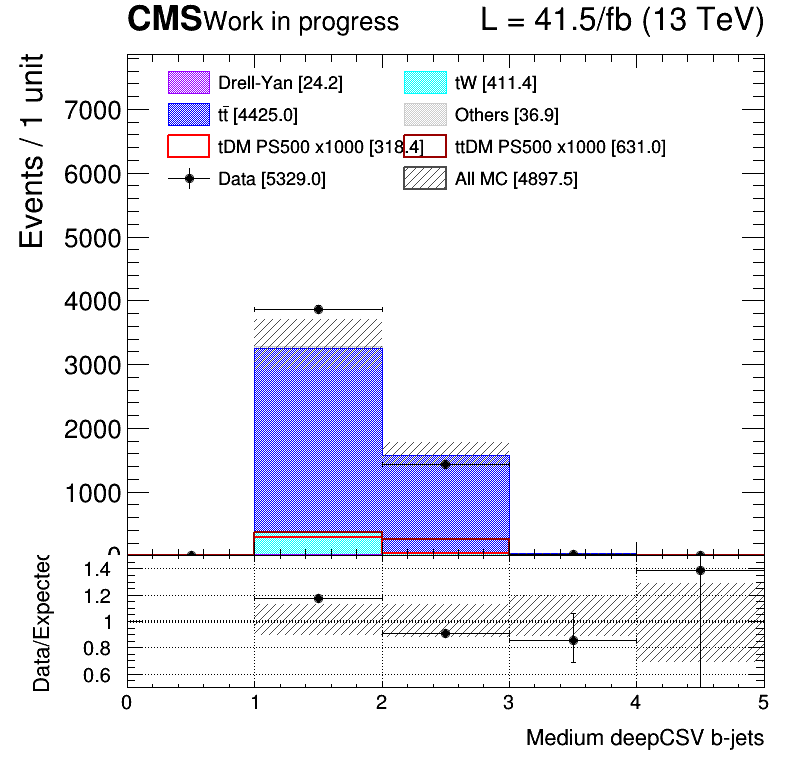 CMS Work in progress L = 41.5/fb (13 TeV)
Events / 1 unit
Drell-Yan [24.2] tW [411.4]
tt̄ [4425.0] Others [36.9]
tDM PS500 x1000 [318.4] ttDM PS500 x1000 [631.0]
Data [5329.0] All MC [4897.5]
7000
6000
5000
4000
3000
2000
1000
0
Data/Expected
1.4
1.2
1
0.8
0.6
0 1 2 3 4 5
Medium deepCSV b-jets